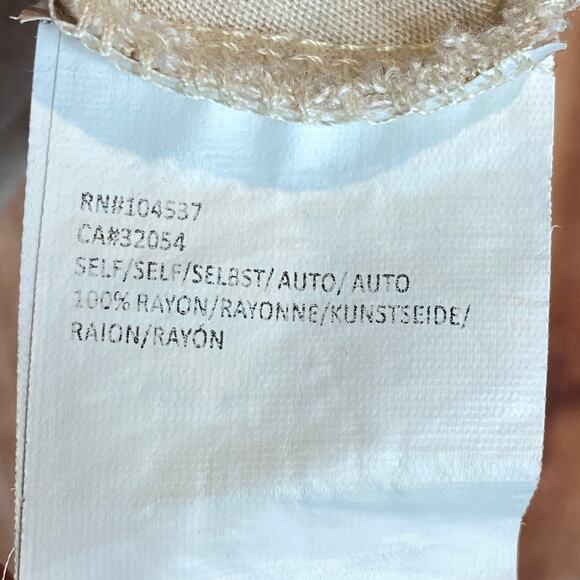 RN#104537
CA#32054
SELF/SELF/SELBST/AUTO/AUTO
100% RAYON/RAYONNE/KUNSTSEIDE/
RAION/RAYÓN